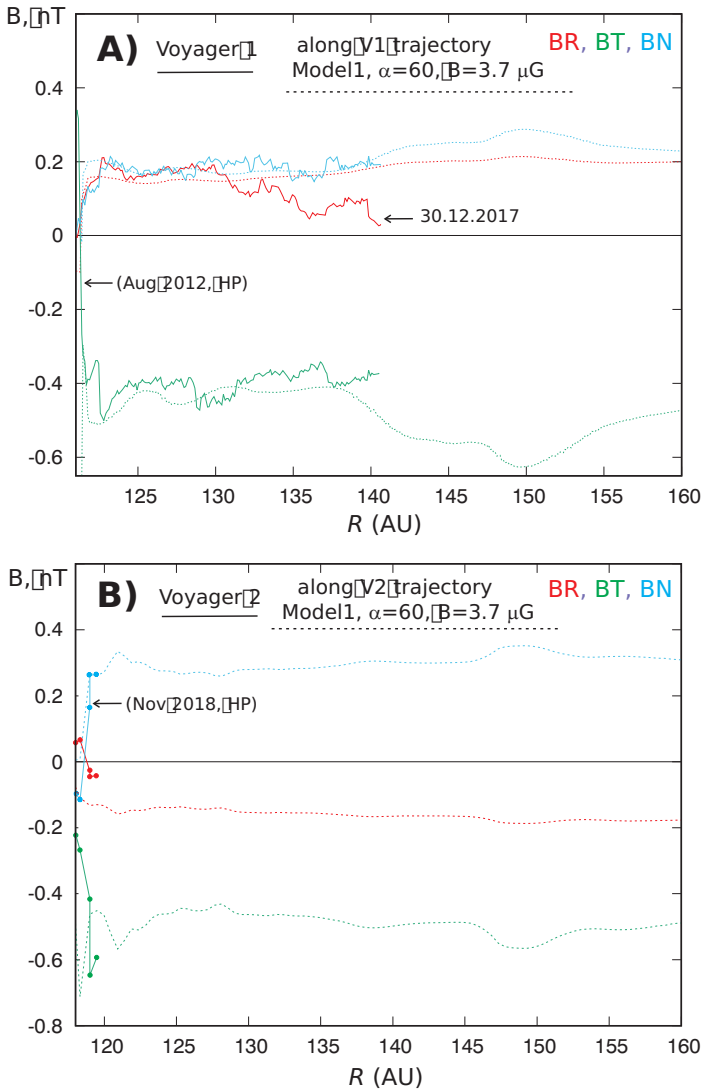 B, nT
A)
Voyager 1
along V1 trajectory
Model1, α=60, B=3.7 μG
BR, BT, BN
0.4
0.2
0
-0.2
-0.4
-0.6
30.12.2017
(Aug 2012, HP)
125 130 135 140 145 150 155 160
R (AU)
B, nT
B)
Voyager 2
along V2 trajectory
Model1, α=60, B=3.7 μG
BR, BT, BN
0.4
0.2
0
-0.2
-0.4
-0.6
-0.8
(Nov 2018, HP)
120 125 130 135 140 145 150 155 160
R (AU)